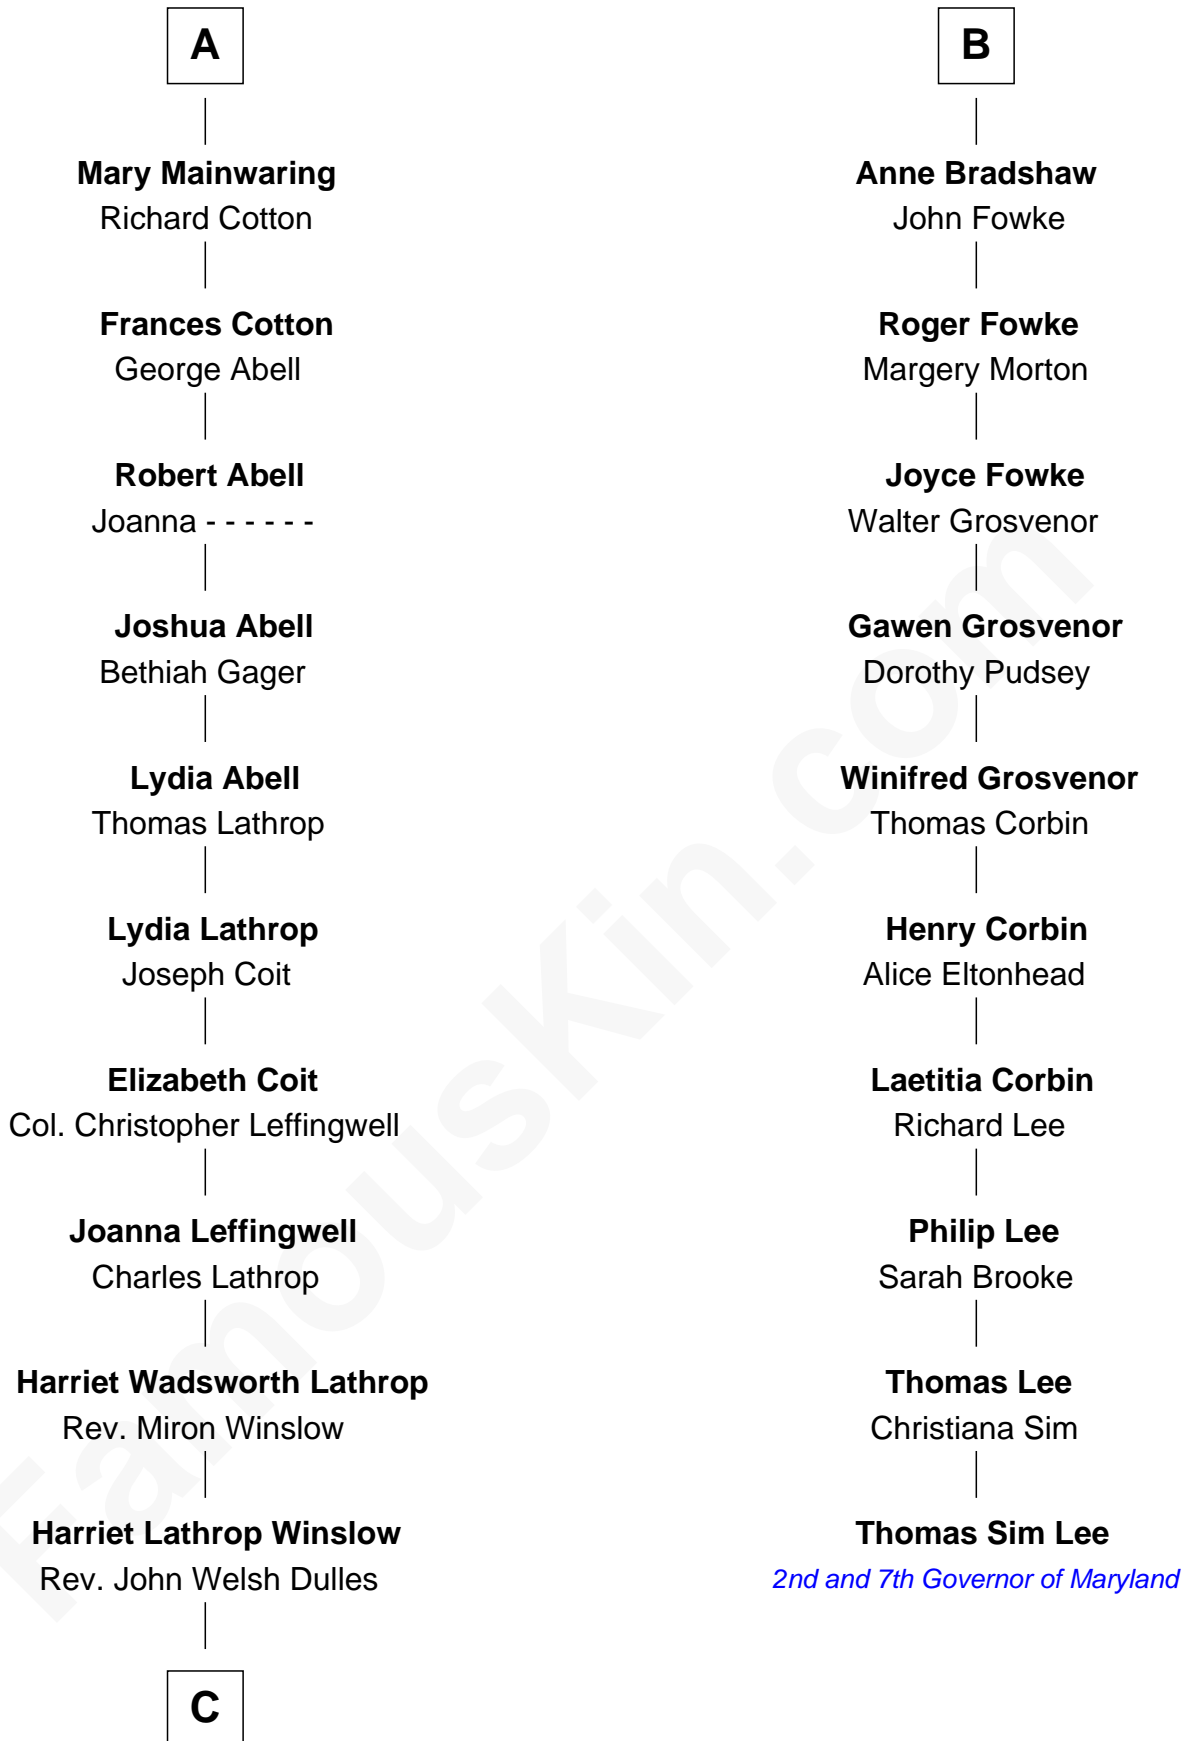 A
Mary Mainwaring
Richard Cotton
Frances Cotton
George Abell
Robert Abell
Joanna - - - - - -
Joshua Abell
Bethiah Gager
Lydia Abell
Thomas Lathrop
Lydia Lathrop
Joseph Coit
Elizabeth Coit
Col. Christopher Leffingwell
Joanna Leffingwell
Charles Lathrop
Harriet Wadsworth Lathrop
Rev. Miron Winslow
Harriet Lathrop Winslow
Rev. John Welsh Dulles
C
B
Anne Bradshaw
John Fowke
Roger Fowke
Margery Morton
Joyce Fowke
Walter Grosvenor
Gawen Grosvenor
Dorothy Pudsey
Winifred Grosvenor
Thomas Corbin
Henry Corbin
Alice Eltonhead
Laetitia Corbin
Richard Lee
Philip Lee
Sarah Brooke
Thomas Lee
Christiana Sim
Thomas Sim Lee
2nd and 7th Governor of Maryland
FamousKin.com